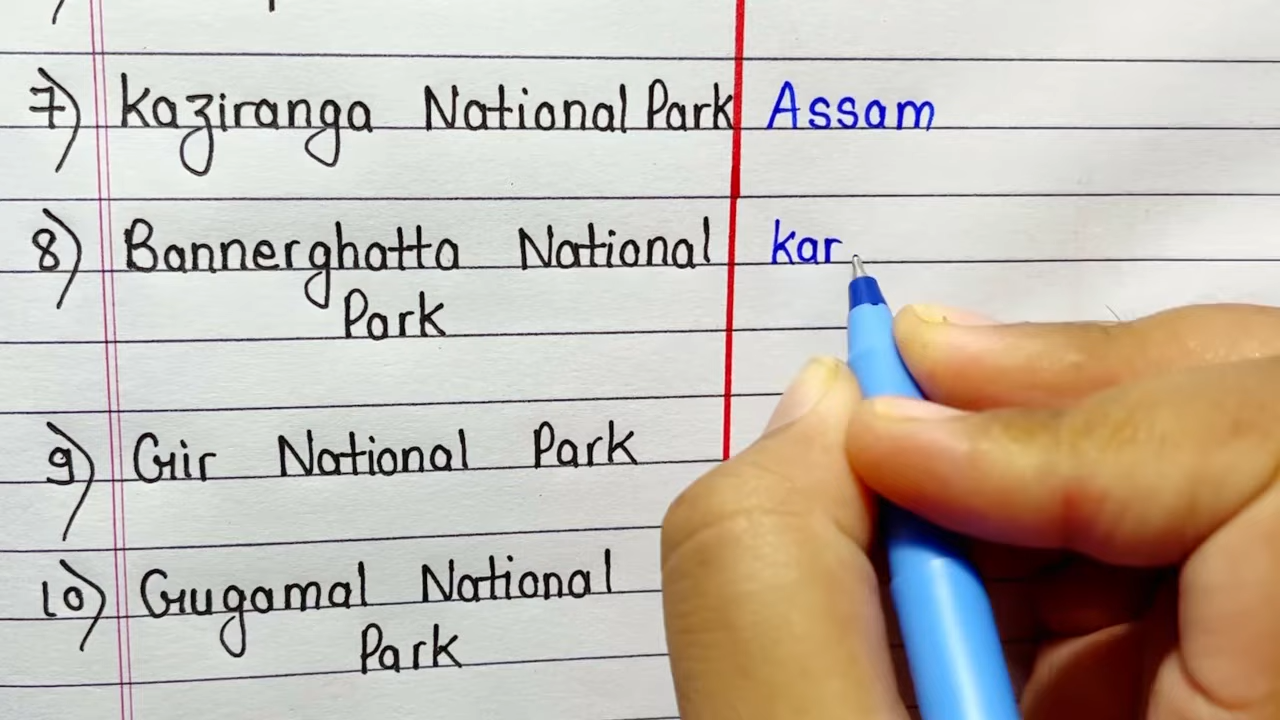 7) Kaziranga National Park Assam
8) Bannerghatta National Kar
Park
9) Gir National Park
10) Gugamal National
Park